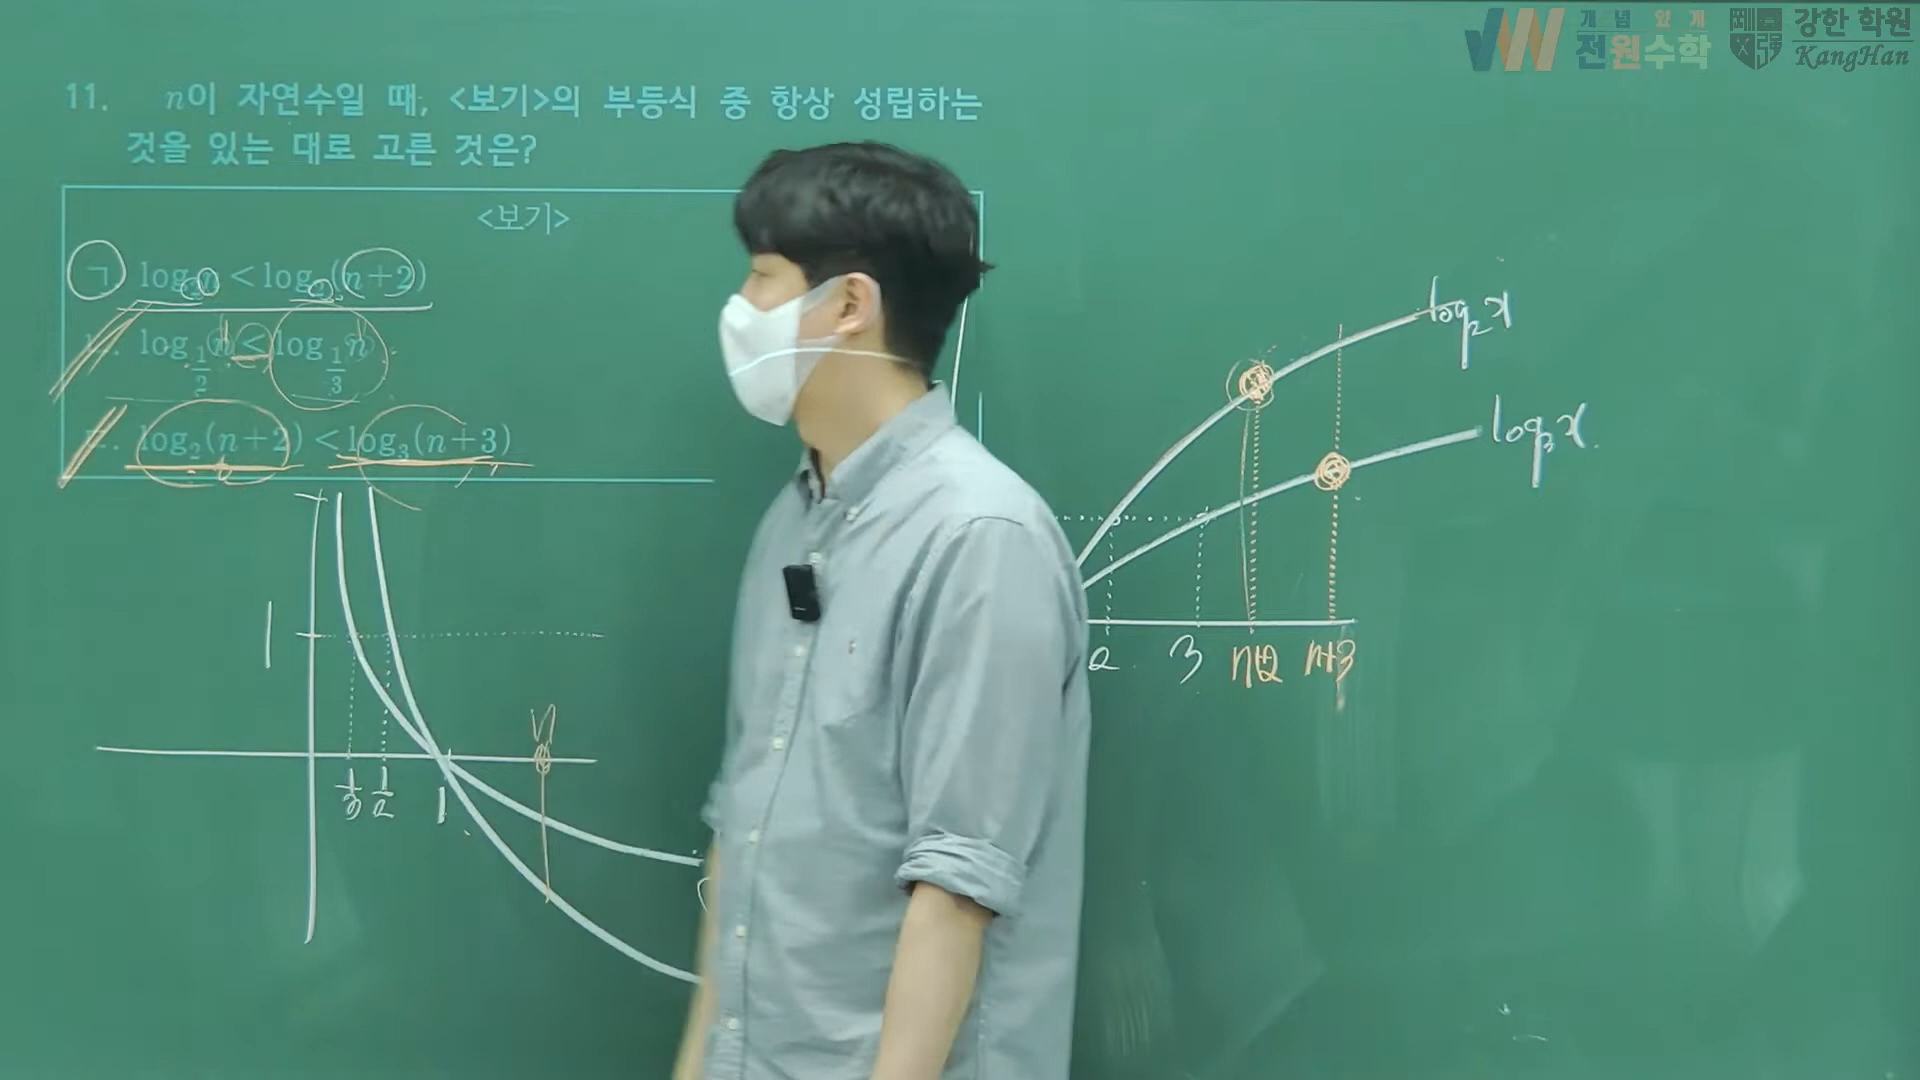 개념있게
전원수학
강한 학원
KangHan
11. n이 자연수일 때, <보기>의 부등식 중 항상 성립하는
것을 있는 대로 고른 것은?
<보기>
ㄱ. log₂n < log₂(n+2)
log_{1/2} n < log_{1/3} n
ㄷ. log₂(n+2) < log₃(n+3)
log₂x
log₃x
2 3 n+2 n+3
1
n
1/3 1/2 1